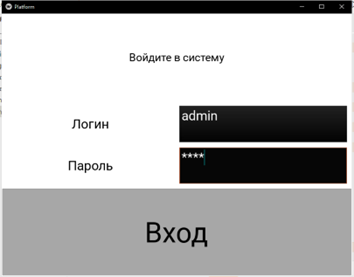 Platform
Войдите в систему
Логин
admin
Пароль
****
Вход